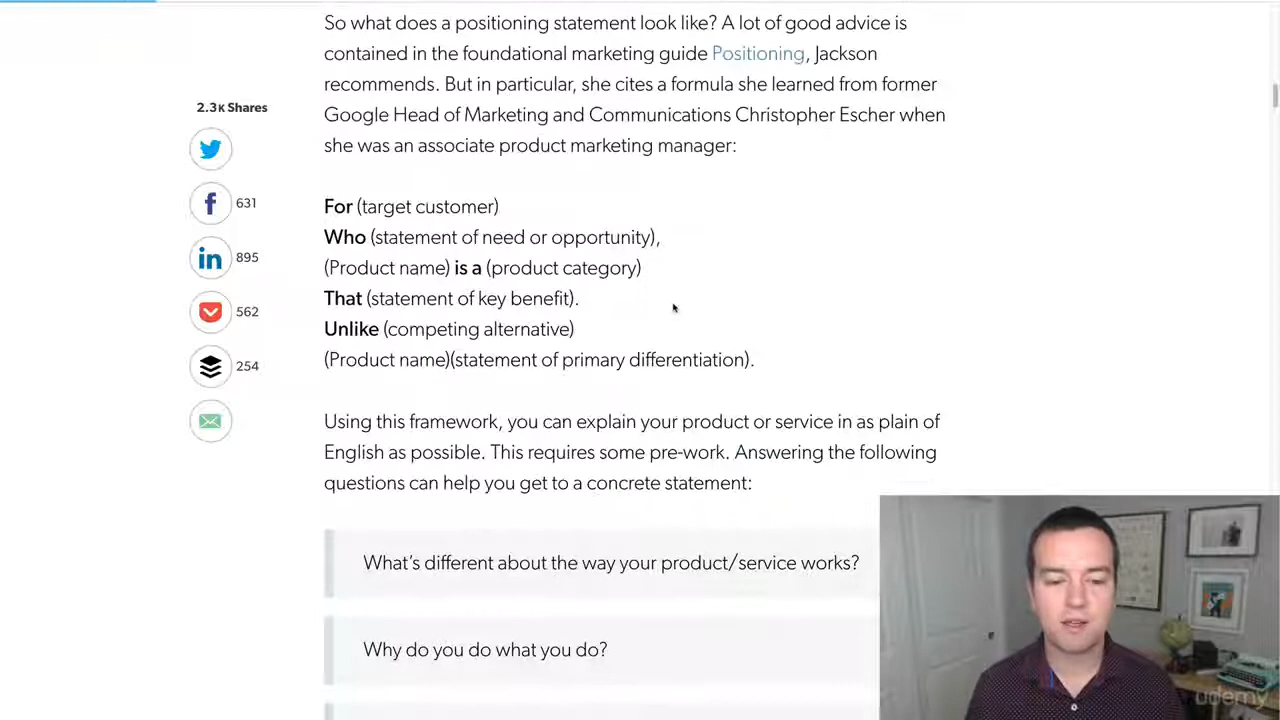 So what does a positioning statement look like? A lot of good advice is
contained in the foundational marketing guide Positioning, Jackson
recommends. But in particular, she cites a formula she learned from former
Google Head of Marketing and Communications Christopher Escher when
she was an associate product marketing manager:
2.3K Shares
631
895
562
254
For (target customer)
Who (statement of need or opportunity),
(Product name) is a (product category)
That (statement of key benefit).
Unlike (competing alternative)
(Product name)(statement of primary differentiation).
Using this framework, you can explain your product or service in as plain of
English as possible. This requires some pre-work. Answering the following
questions can help you get to a concrete statement:
What's different about the way your product/service works?
Why do you do what you do?
udemy